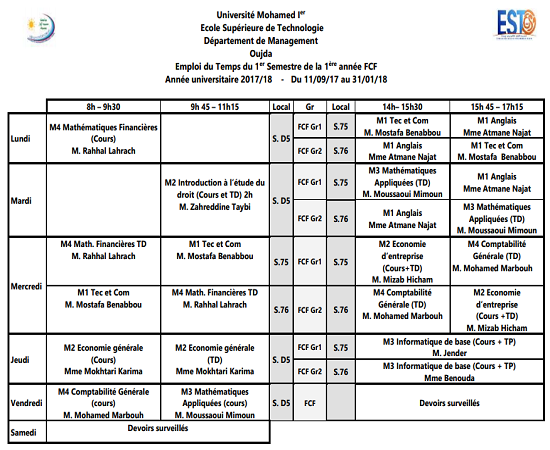 Université Mohamed Ier
Ecole Supérieure de Technologie
Département de Management
Oujda
Emploi du Temps du 1er Semestre de la 1ère année FCF
Année universitaire 2017/18 - Du 11/09/17 au 31/01/18
EST
8h – 9h30 9h 45 – 11h15 Local Gr Local 14h– 15h30 15h 45 – 17h15
Lundi
M4 Mathématiques Financières
(Cours)
M. Rahhal Lahrach
S. D5
FCF Gr1 S.75
M1 Tec et Com
M. Mostafa Benabbou
M1 Anglais
Mme Atmane Najat
FCF Gr2 S.76
M1 Anglais
Mme Atmane Najat
M1 Tec et Com
M. Mostafa Benabbou
Mardi
M2 Introduction à l'étude du
droit (Cours et TD) 2h
M. Zahreddine Taybi
S. D5
FCF Gr1 S.75
M3 Mathématiques
Appliquées (TD)
M. Moussaoui Mimoun
M1 Anglais
Mme Atmane Najat
FCF Gr2 S.76
M1 Anglais
Mme Atmane Najat
M3 Mathématiques
Appliquées (TD)
M. Moussaoui Mimoun
Mercredi
M4 Math. Financières TD
M. Rahhal Lahrach
M1 Tec et Com
M. Mostafa Benabbou
S.75 FCF Gr1 S.75
M2 Economie
d'entreprise
(Cours+TD)
M. Mizab Hicham
M4 Comptabilité
Générale (TD)
M. Mohamed Marbouh
M1 Tec et Com
M. Mostafa Benabbou
M4 Math. Financières TD
M. Rahhal Lahrach
S.76 FCF Gr2 S.76
M4 Comptabilité
Générale (TD)
M. Mohamed Marbouh
M2 Economie
d'entreprise
(Cours +TD)
M. Mizab Hicham
Jeudi
M2 Economie générale
(Cours)
Mme Mokhtari Karima
M2 Economie générale
(TD)
Mme Mokhtari Karima
S. D5
FCF Gr1 S.75
M3 Informatique de base (Cours + TP)
M. Jender
FCF Gr2 S.76
M3 Informatique de base (Cours + TP)
Mme Benouda
Vendredi
M4 Comptabilité Générale
(cours)
M. Mohamed Marbouh
M3 Mathématiques
Appliquées (cours)
M. Moussaoui Mimoun
S. D5 FCF
Devoirs surveillés
Samedi
Devoirs surveillés